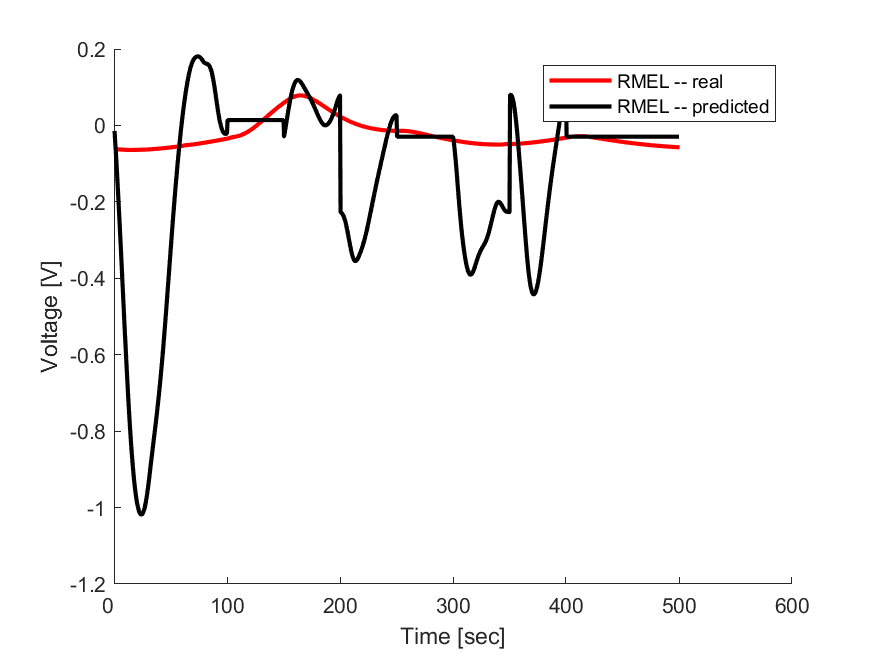 0.2
0
-0.2
-0.4
-0.6
-0.8
-1
-1.2
Voltage [V]
RMEL -- real
RMEL -- predicted
0 100 200 300 400 500 600
Time [sec]